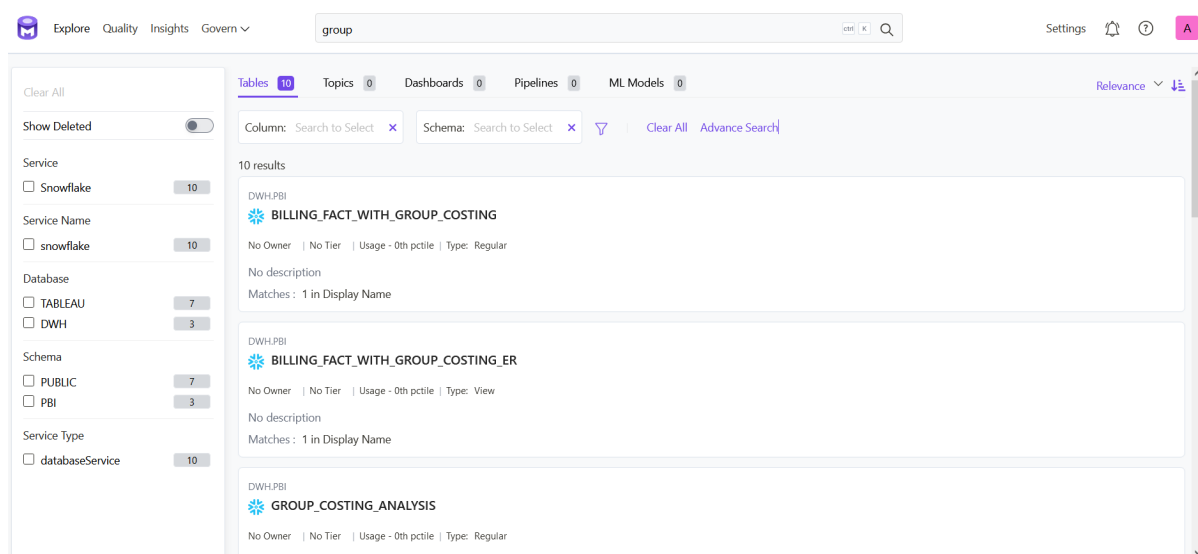 Explore Quality Insights Govern
group
ctrl K
Settings
A
Clear All
Show Deleted
Service
Snowflake 10
Service Name
snowflake 10
Database
TABLEAU 7
DWH 3
Schema
PUBLIC 7
PBI 3
Service Type
databaseService 10
Tables 10 Topics 0 Dashboards 0 Pipelines 0 ML Models 0
Relevance
Column: Search to Select Schema: Search to Select Clear All Advance Search
10 results
DWH.PBI
BILLING_FACT_WITH_GROUP_COSTING
No Owner | No Tier | Usage - 0th pctile | Type: Regular
No description
Matches : 1 in Display Name
DWH.PBI
BILLING_FACT_WITH_GROUP_COSTING_ER
No Owner | No Tier | Usage - 0th pctile | Type: View
No description
Matches : 1 in Display Name
DWH.PBI
GROUP_COSTING_ANALYSIS
No Owner | No Tier | Usage - 0th pctile | Type: Regular